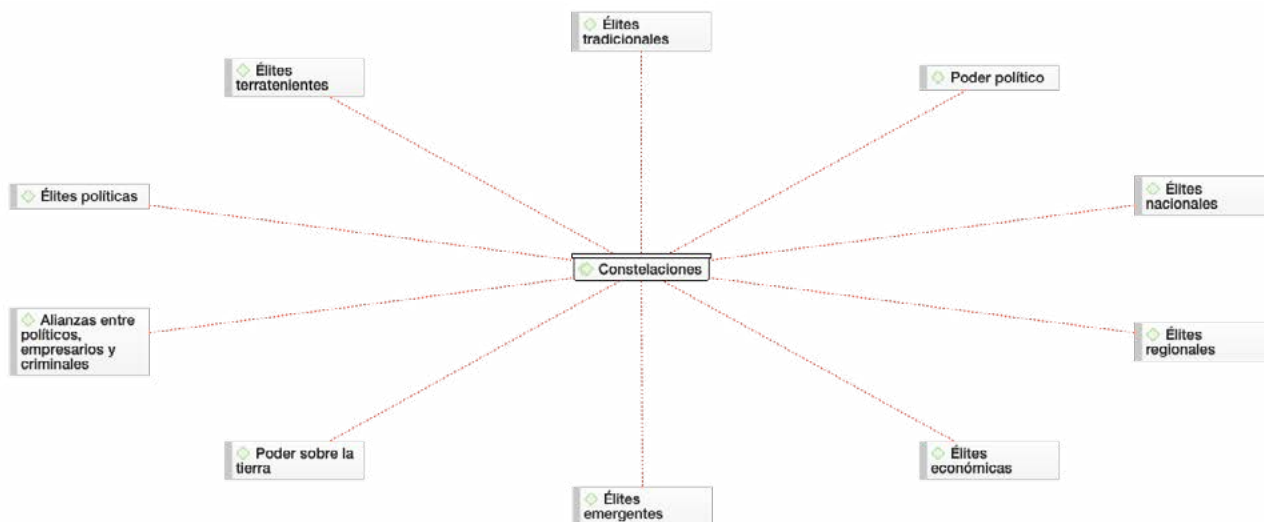 Élites
tradicionales
Élites
terratenientes
Poder político
Élites políticas
Élites
nacionales
Constelaciones
Alianzas entre
políticos,
empresarios y
criminales
Élites
regionales
Poder sobre la
tierra
Élites
económicas
Élites
emergentes